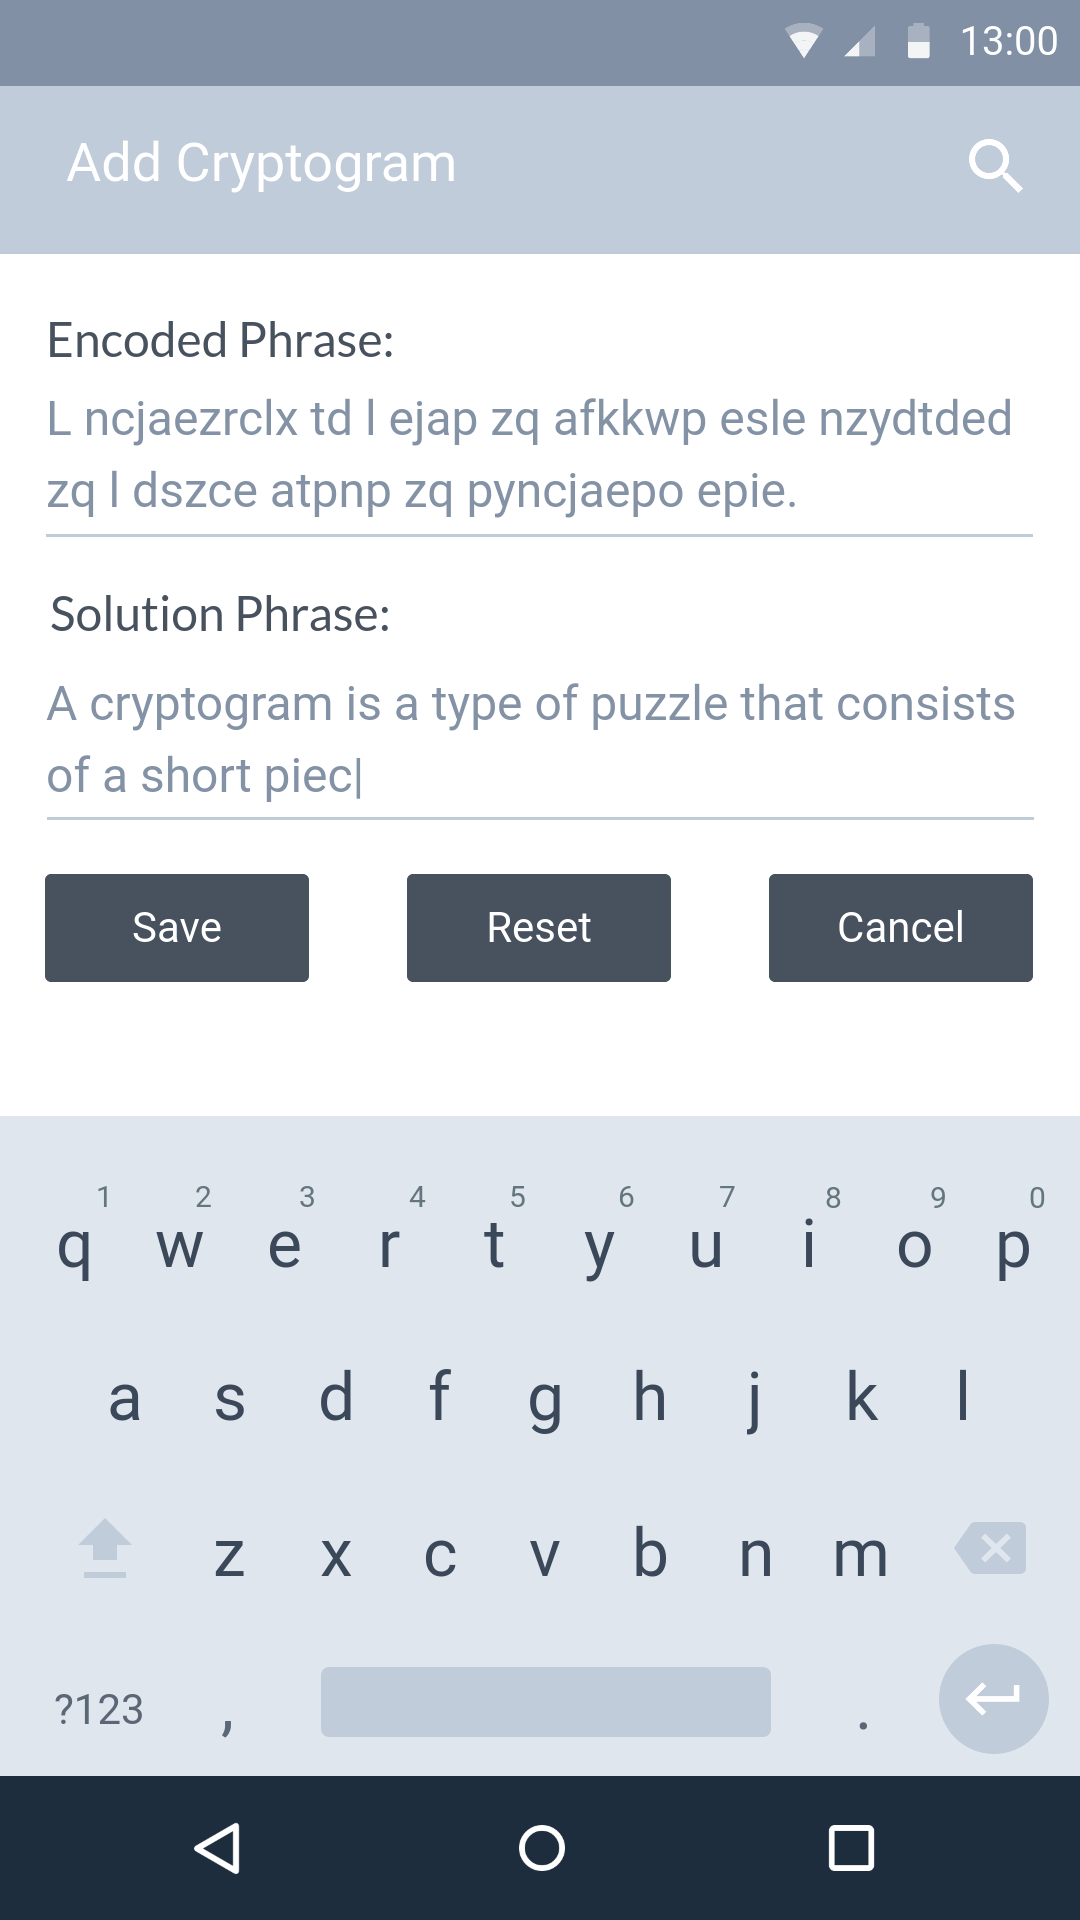 13:00
Add Cryptogram
Encoded Phrase:
L ncjaezrclx td l ejap zq afkkwp esle nzydtded
zq l dszce atpnp zq pyncjaepo epie.
Solution Phrase:
A cryptogram is a type of puzzle that consists
of a short piec|
Save Reset Cancel
1 2 3 4 5 6 7 8 9 0
q w e r t y u i o p
a s d f g h j k l
z x c v b n m
?123 , .